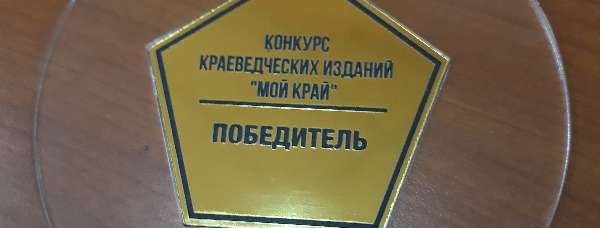 КОНКУРС
КРАЕВЕДЧЕСКИХ ИЗДАНИЙ
"МОЙ КРАЙ"
ПОБЕДИТЕЛЬ